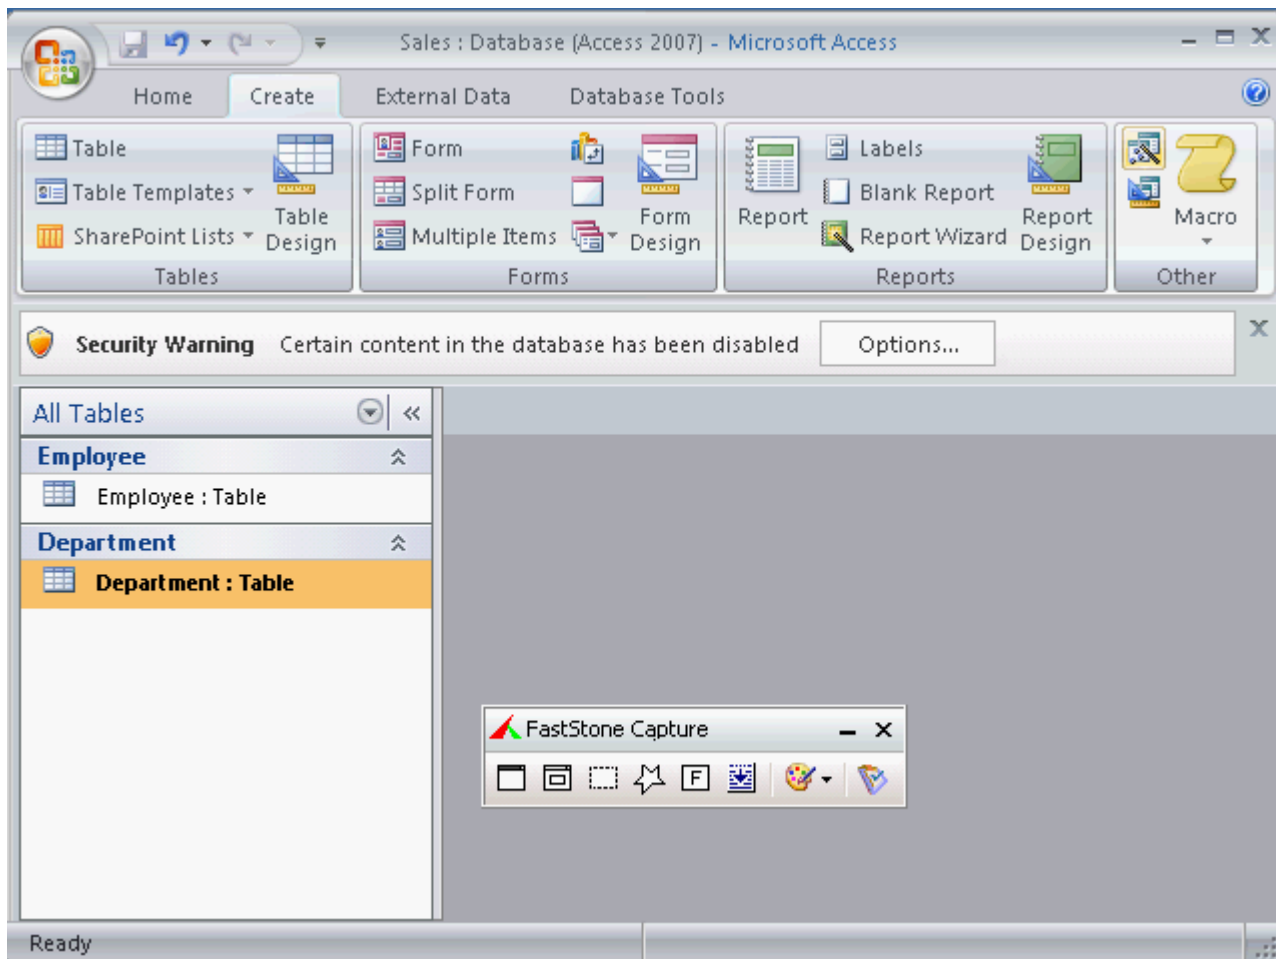 Sales : Database (Access 2007) - Microsoft Access
Home Create External Data Database Tools
Table
Table Templates
SharePoint Lists
Table
Design
Tables
Form
Split Form
Multiple Items
Form
Design
Forms
Report
Labels
Blank Report
Report Wizard
Report
Design
Reports
Macro
Other
Security Warning Certain content in the database has been disabled Options...
All Tables
Employee
Employee : Table
Department
Department : Table
FastStone Capture
F
Ready